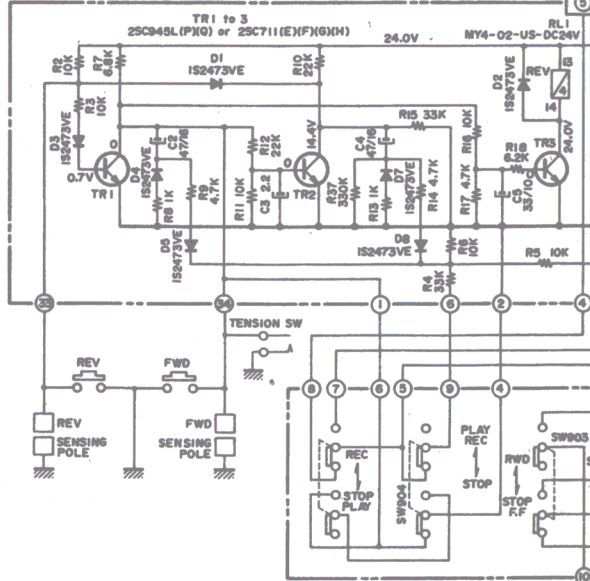 5
TR1 to 3
2SC945L(P)(Q) or 2SC711(E)(F)(G)(H)
RL1
MY4-02-US-DC24V
24.0V
R2
10K
R7
6.8K
D1
1S2473VE
R10
22K
D2
1S2473VE
REV
13
4
14
R3
10K
D3
1S2473VE
R15 33K
R16 10K
C2
47/16
R12
22K
14.4V
C4
47/16
R18
6.2K
TR3
24.0V
0
0
0
0.7V
TR1
D4
1S2473VE
R8 1K
R9
4.7K
R11 10K
C3 2.2
TR2
R37
330K
R13 1K
D7
1S2473VE
R14 4.7K
R17 4.7K
C5
33/10
D5
1S2473VE
D8
1S2473VE
R6
10K
R4
33K
R5 10K
33
34
1
6
2
4
TENSION SW
REV
FWD
8
7
6
5
9
4
REV
SENSING
POLE
FWD
SENSING
POLE
REC
STOP
PLAY
SW904
PLAY
REC
STOP
RWD
STOP
F.F
SW903
10